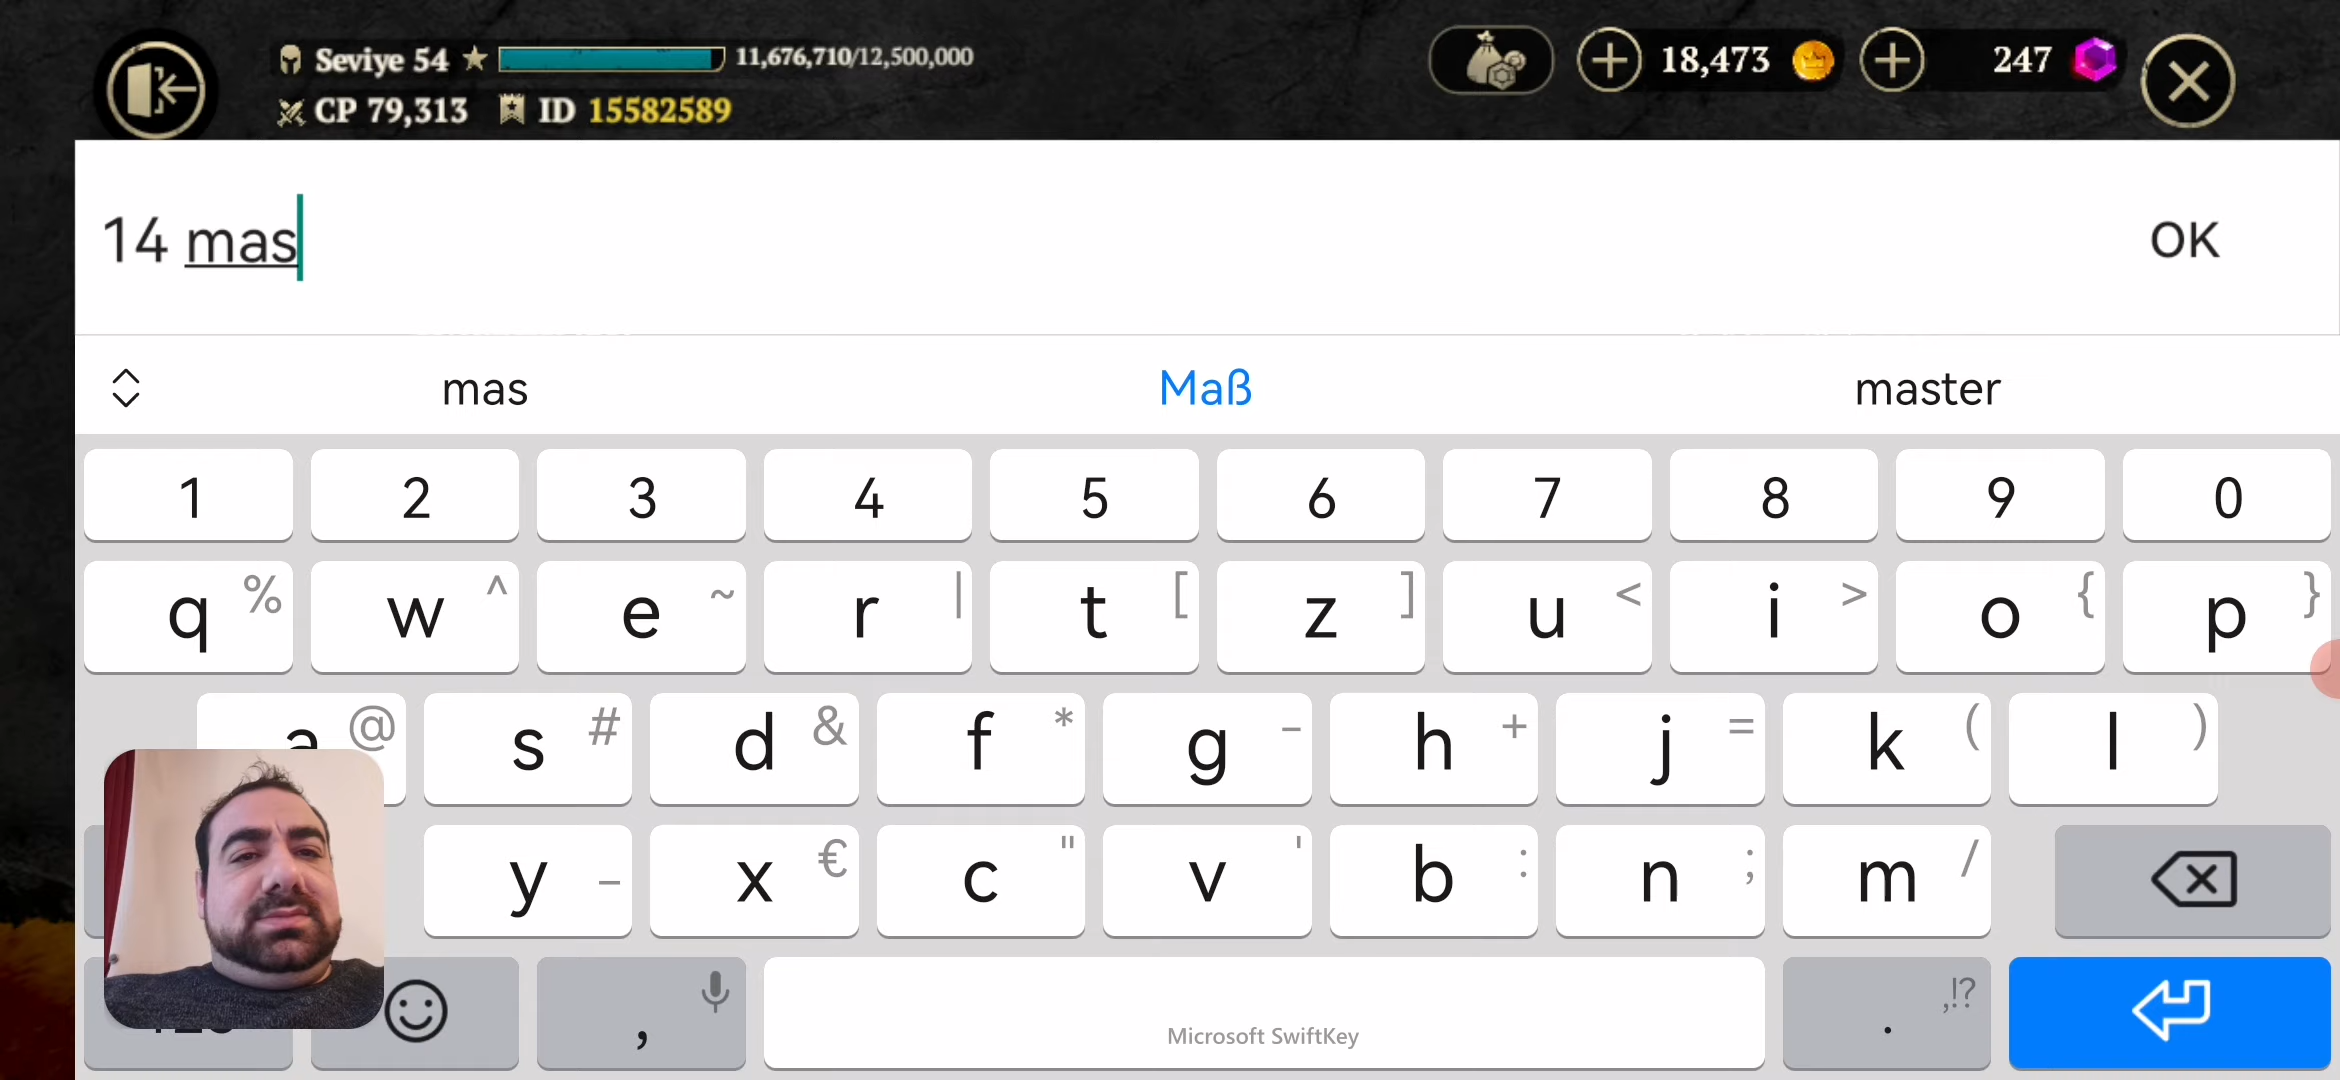 Seviye 54 11,676,710/12,500,000
CP 79,313 ID 15582589
18,473 247
14 mas
OK
mas Maß master
1 2 3 4 5 6 7 8 9 0
q % w ^ e ~ r | t [ z ] u < i > o { p }
a @ s # d & f * g - h + j = k ( l )
y _ x € c " v ' b : n ; m /
, Microsoft SwiftKey . ,!?